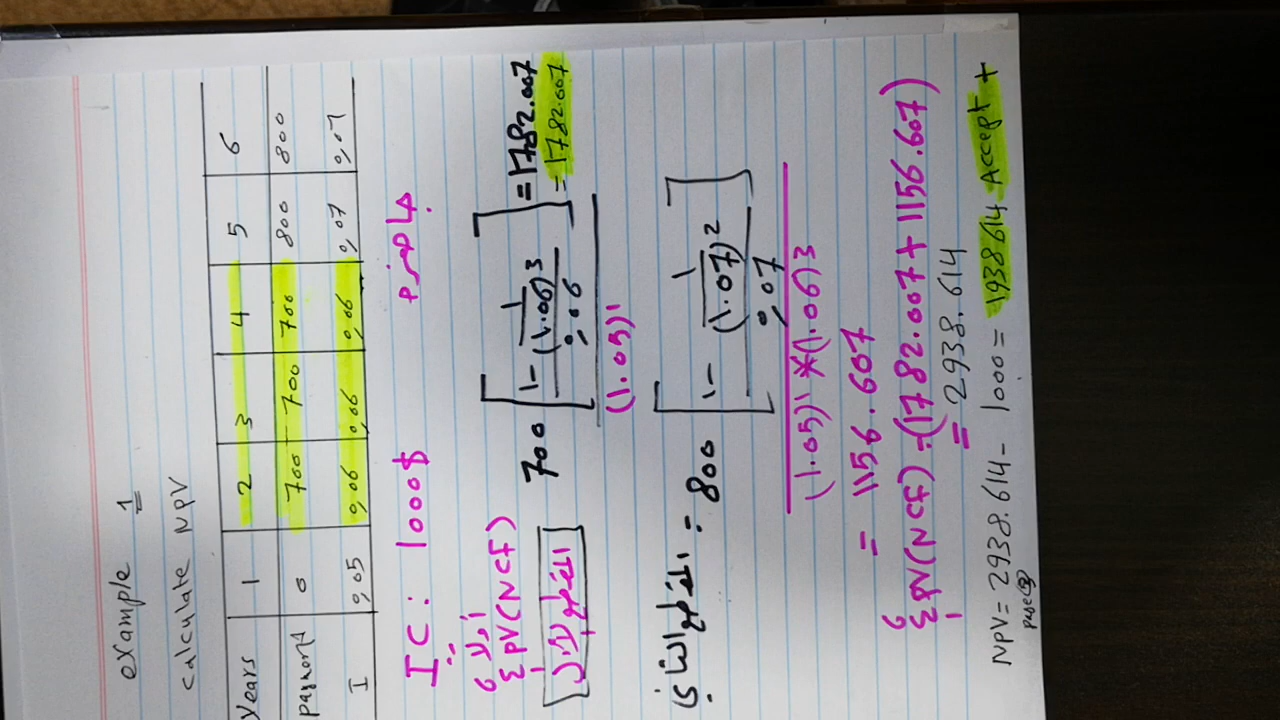 example 1
calculate NPV
years 1 2 3 4 5 6
payment 0 700 700 700 800 800
I 0,05 0,06 0,06 0,06 0,07 0,07
IC: 1000$
أولا
6 Σ PV(NCF) 1
القطع الأول 700 [1 - 1/(1.06)^3 / 0,06] = 1782.007
= 1782.007
(1.05)^1
القطع الثاني = 800 [1 - 1/(1.07)^2 / 0,07]
(1.05)^1 * (1.06)^3
= 1156.607
6 Σ PV(NCF) = (1782.007 + 1156.607) 1
= 2938.614
NPV = 2938.614 - 1000 = 1938.614 Accept +